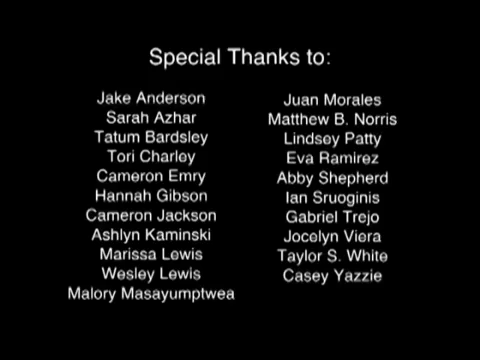 Special Thanks to:
Jake Anderson
Sarah Azhar
Tatum Bardsley
Tori Charley
Cameron Emry
Hannah Gibson
Cameron Jackson
Ashlyn Kaminski
Marissa Lewis
Wesley Lewis
Malory Masayumptwea
Juan Morales
Matthew B. Norris
Lindsey Patty
Eva Ramirez
Abby Shepherd
Ian Sruoginis
Gabriel Trejo
Jocelyn Viera
Taylor S. White
Casey Yazzie